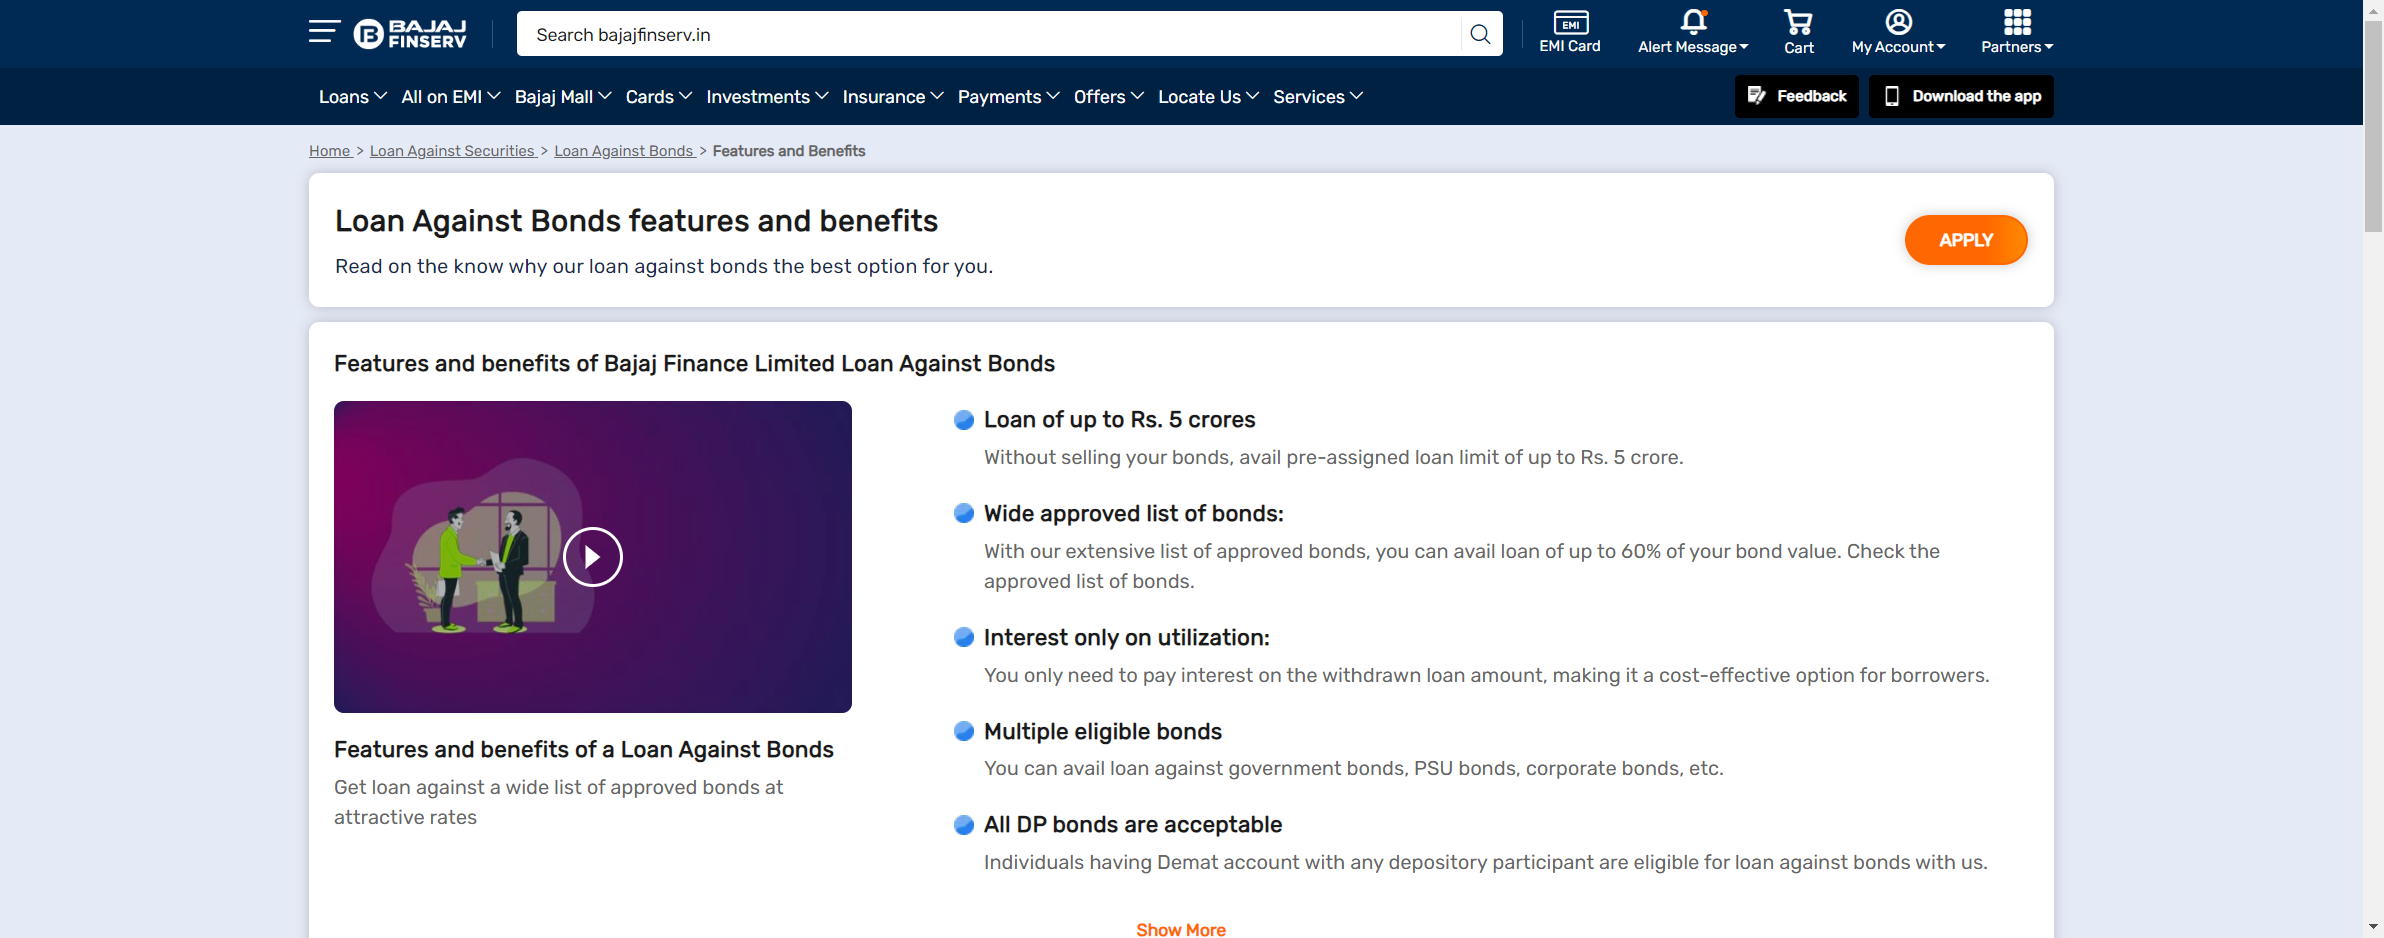 BAJAJ
FINSERV
Search bajajfinserv.in
EMI
EMI Card
Alert Message
Cart
My Account
Partners
Loans All on EMI Bajaj Mall Cards Investments Insurance Payments Offers Locate Us Services
Feedback
Download the app
Home > Loan Against Securities > Loan Against Bonds > Features and Benefits
Loan Against Bonds features and benefits
Read on the know why our loan against bonds the best option for you.
APPLY
Features and benefits of Bajaj Finance Limited Loan Against Bonds
Features and benefits of a Loan Against Bonds
Get loan against a wide list of approved bonds at
attractive rates
Loan of up to Rs. 5 crores
Without selling your bonds, avail pre-assigned loan limit of up to Rs. 5 crore.
Wide approved list of bonds:
With our extensive list of approved bonds, you can avail loan of up to 60% of your bond value. Check the
approved list of bonds.
Interest only on utilization:
You only need to pay interest on the withdrawn loan amount, making it a cost-effective option for borrowers.
Multiple eligible bonds
You can avail loan against government bonds, PSU bonds, corporate bonds, etc.
All DP bonds are acceptable
Individuals having Demat account with any depository participant are eligible for loan against bonds with us.
Show More